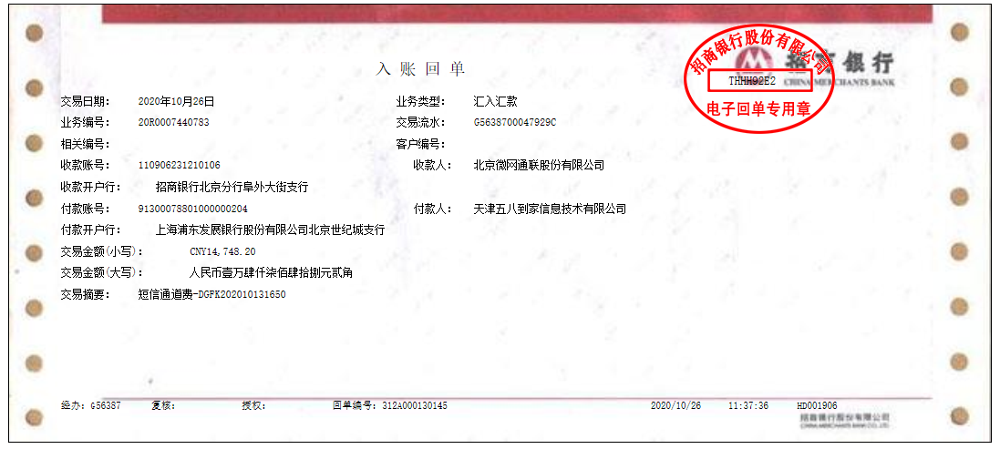 招商银行股份有限公司
招商银行
入账回单
THHH92E2
CHINA MERCHANTS BANK
交易日期: 2020年10月26日 业务类型: 汇入汇款
电子回单专用章
业务编号: 20R0007440783 交易流水: G5638700047929C
相关编号: 客户编号:
收款账号: 110906231210106 收款人: 北京微网通联股份有限公司
收款开户行: 招商银行北京分行阜外大街支行
付款账号: 91300078801000000204 付款人: 天津五八到家信息技术有限公司
付款开户行: 上海浦东发展银行股份有限公司北京世纪城支行
交易金额(小写): CNY14,748.20
交易金额(大写): 人民币壹万肆仟柒佰肆拾捌元贰角
交易摘要: 短信通道费-DGFK202010131650
经办: G56387 复核: 授权: 回单编号: 312A000130145 2020/10/26 11:37:36 HD001906
招商银行股份有限公司
CHINA MERCHANTS BANK CO., LTD.